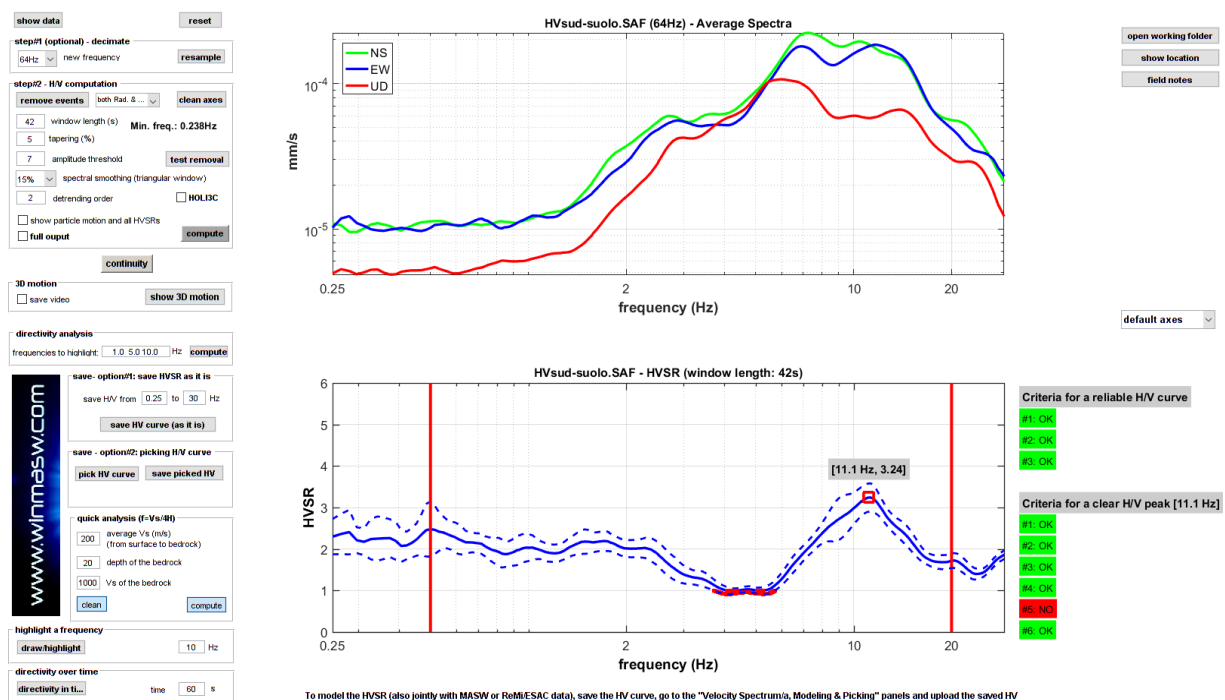 show data
reset
step#1 (optional) - decimate
64Hz new frequency resample
step#2 - H/V computation
remove events both Rad. & ... clean axes
42 window length (s) Min. freq.: 0.238Hz
5 tapering (%)
7 amplitude threshold test removal
15% spectral smoothing (triangular window)
2 detrending order HOLI3C
show particle motion and all HVSRs
full ouput compute
continuity
3D motion
save video show 3D motion
directivity analysis
frequencies to highlight: 1.0 5.0 10.0 Hz compute
www.winmasw.com
save- option#1: save HVSR as it is
save H/V from 0.25 to 30 Hz
save HV curve (as it is)
save - option#2: picking H/V curve
pick HV curve save picked HV
quick analysis (f=Vs/4H)
200 average Vs (m/s)
(from surface to bedrock)
20 depth of the bedrock
1000 Vs of the bedrock
clean compute
highlight a frequency
draw/highlight 10 Hz
directivity over time
directivity in ti... time 60 s
HVsud-suolo.SAF (64Hz) - Average Spectra
NS
EW
UD
mm/s
10-4
10-5
0.25 2 10 20
frequency (Hz)
HVsud-suolo.SAF - HVSR (window length: 42s)
HVSR
6
5
4
3
2
1
0
[11.1 Hz, 3.24]
0.25 2 10 20
frequency (Hz)
To model the HVSR (also jointly with MASW or ReMi/ESAC data), save the HV curve, go to the "Velocity Spectrum/a, Modeling & Picking" panels and upload the saved HV
open working folder
show location
field notes
default axes
Criteria for a reliable H/V curve
#1: OK
#2: OK
#3: OK
Criteria for a clear H/V peak [11.1 Hz]
#1: OK
#2: OK
#3: OK
#4: OK
#5: NO
#6: OK